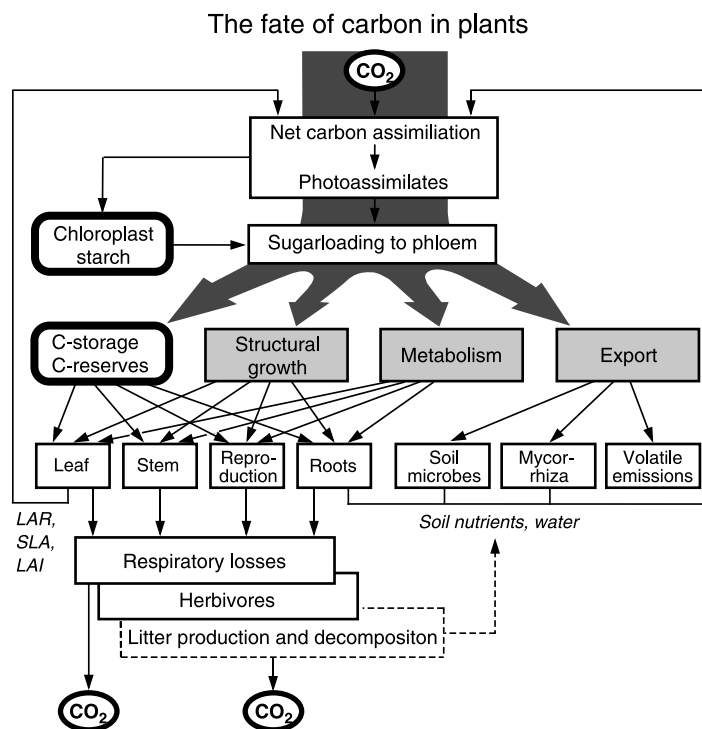 The fate of carbon in plants
CO2
Net carbon assimiliation
Photoassimilates
Chloroplast
starch
Sugarloading to phloem
C-storage
C-reserves
Structural
growth
Metabolism
Export
Leaf
Stem
Repro-
duction
Roots
Soil
microbes
Mycor-
rhiza
Volatile
emissions
LAR,
SLA,
LAI
Soil nutrients, water
Respiratory losses
Herbivores
Litter production and decompositon
CO2
CO2